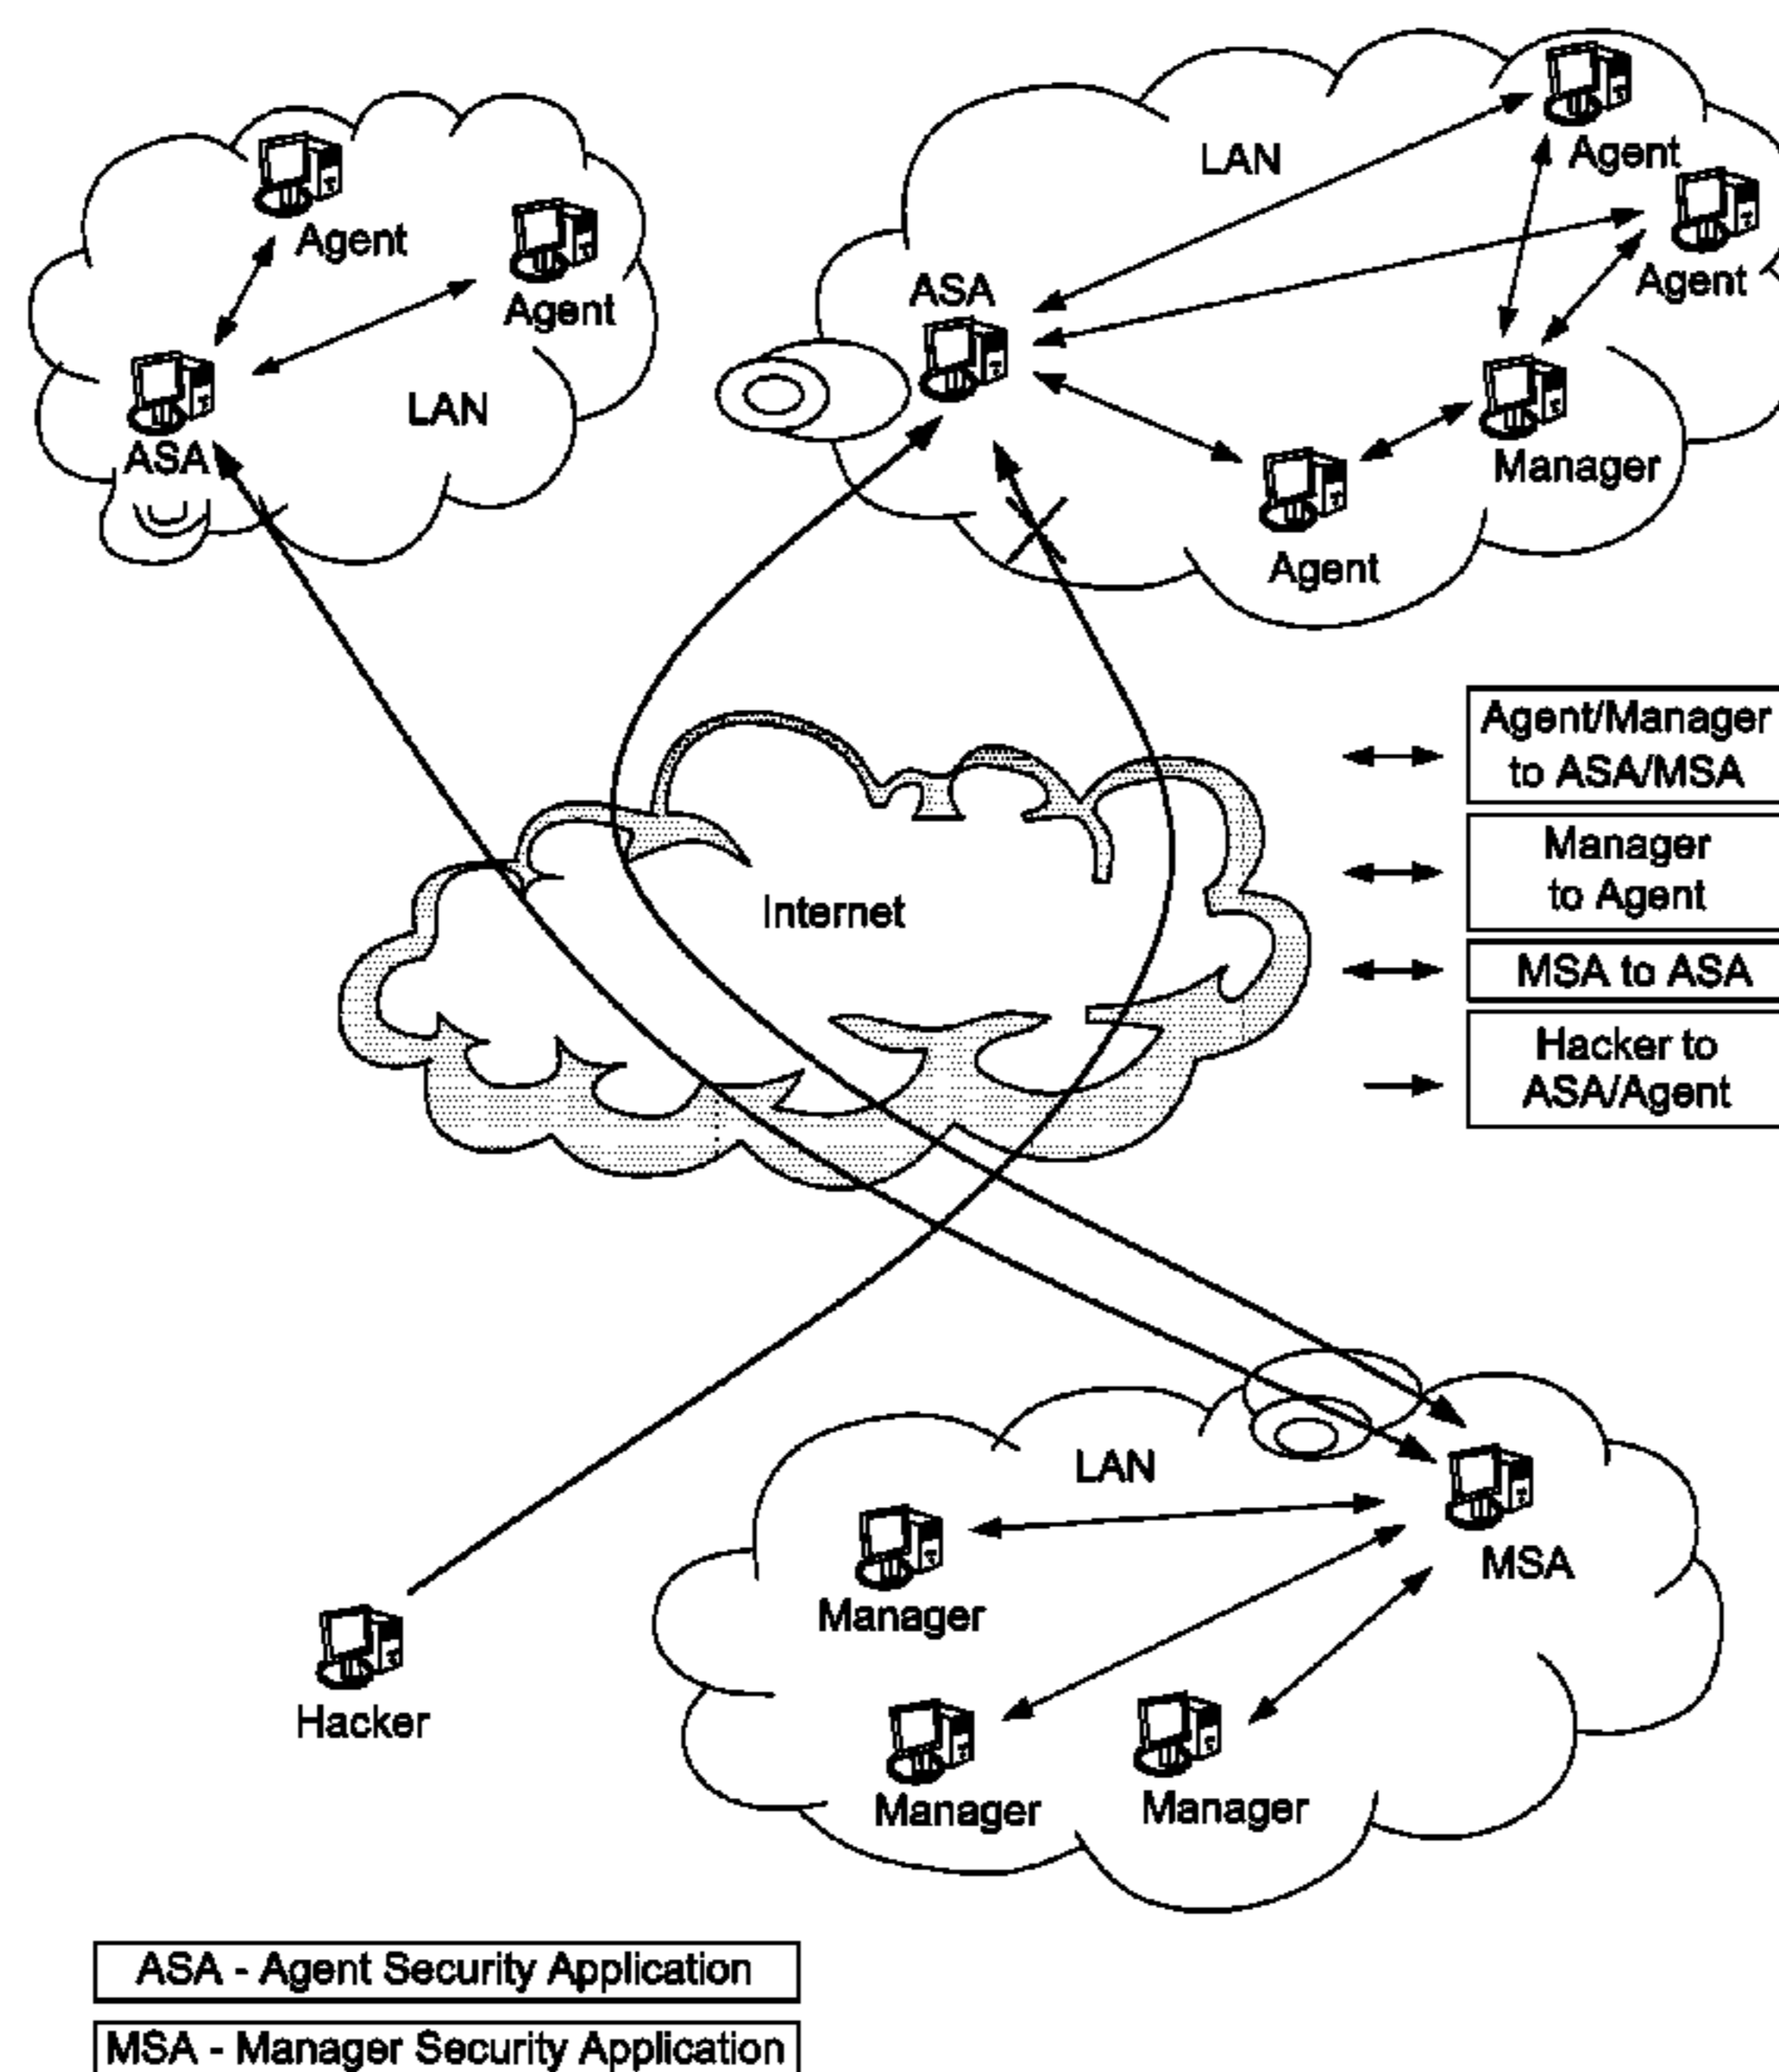 Agent
LAN
Agent
Agent
Agent
Agent
ASA
LAN
ASA
Manager
Agent
Agent/Manager
to ASA/MSA
Manager
to Agent
Internet
MSA to ASA
Hacker to
ASA/Agent
LAN
MSA
Manager
Hacker
Manager
Manager
ASA - Agent Security Application
MSA - Manager Security Application